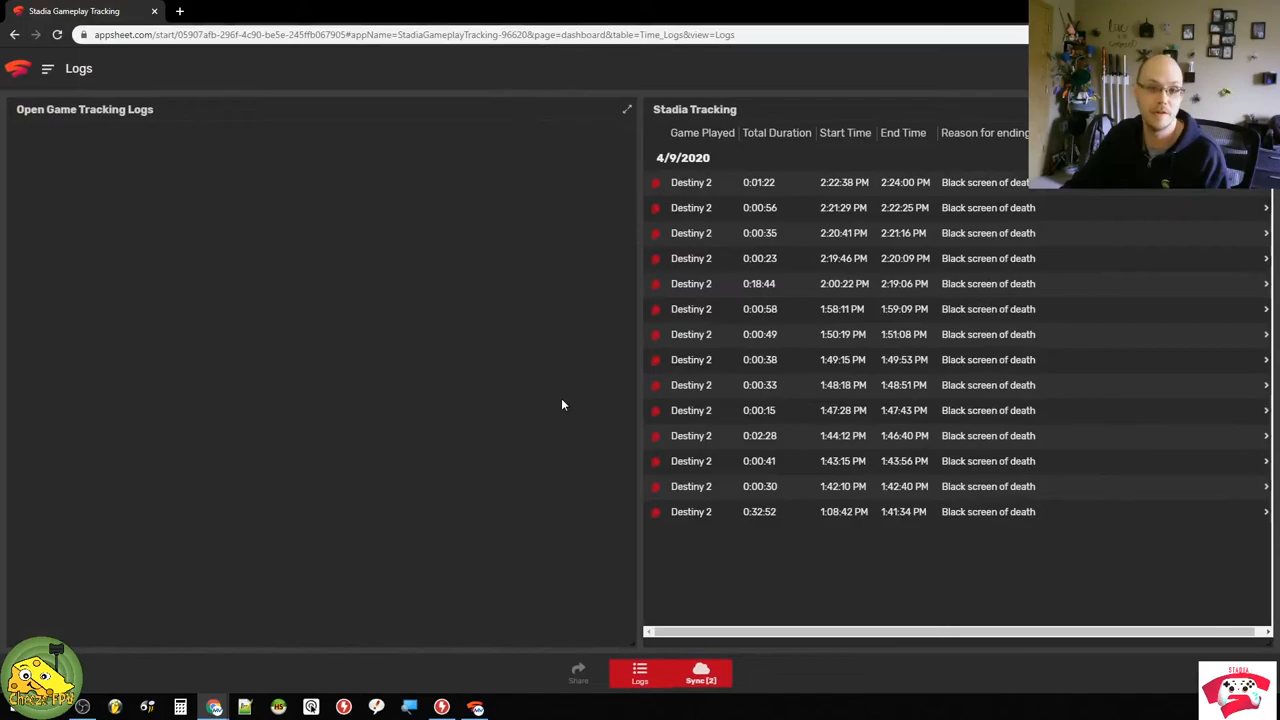 Stadia Gameplay Tracking
appsheet.com/start/05907afb-296f-4c90-be5e-245ffb067905#appName=StadiaGameplayTracking-96620&page=dashboard&table=Time_Logs&view=Logs
Logs
Open Game Tracking Logs
Stadia Tracking
Game Played Total Duration Start Time End Time Reason for ending
4/9/2020
Destiny 2 0:01:22 2:22:38 PM 2:24:00 PM Black screen of death
Destiny 2 0:00:56 2:21:29 PM 2:22:25 PM Black screen of death
Destiny 2 0:00:35 2:20:41 PM 2:21:16 PM Black screen of death
Destiny 2 0:00:23 2:19:46 PM 2:20:09 PM Black screen of death
Destiny 2 0:18:44 2:00:22 PM 2:19:06 PM Black screen of death
Destiny 2 0:00:58 1:58:11 PM 1:59:09 PM Black screen of death
Destiny 2 0:00:49 1:50:19 PM 1:51:08 PM Black screen of death
Destiny 2 0:00:38 1:49:15 PM 1:49:53 PM Black screen of death
Destiny 2 0:00:33 1:48:18 PM 1:48:51 PM Black screen of death
Destiny 2 0:00:15 1:47:28 PM 1:47:43 PM Black screen of death
Destiny 2 0:02:28 1:44:12 PM 1:46:40 PM Black screen of death
Destiny 2 0:00:41 1:43:15 PM 1:43:56 PM Black screen of death
Destiny 2 0:00:30 1:42:10 PM 1:42:40 PM Black screen of death
Destiny 2 0:32:52 1:08:42 PM 1:41:34 PM Black screen of death
Share
Logs
Sync [2]
STADIA